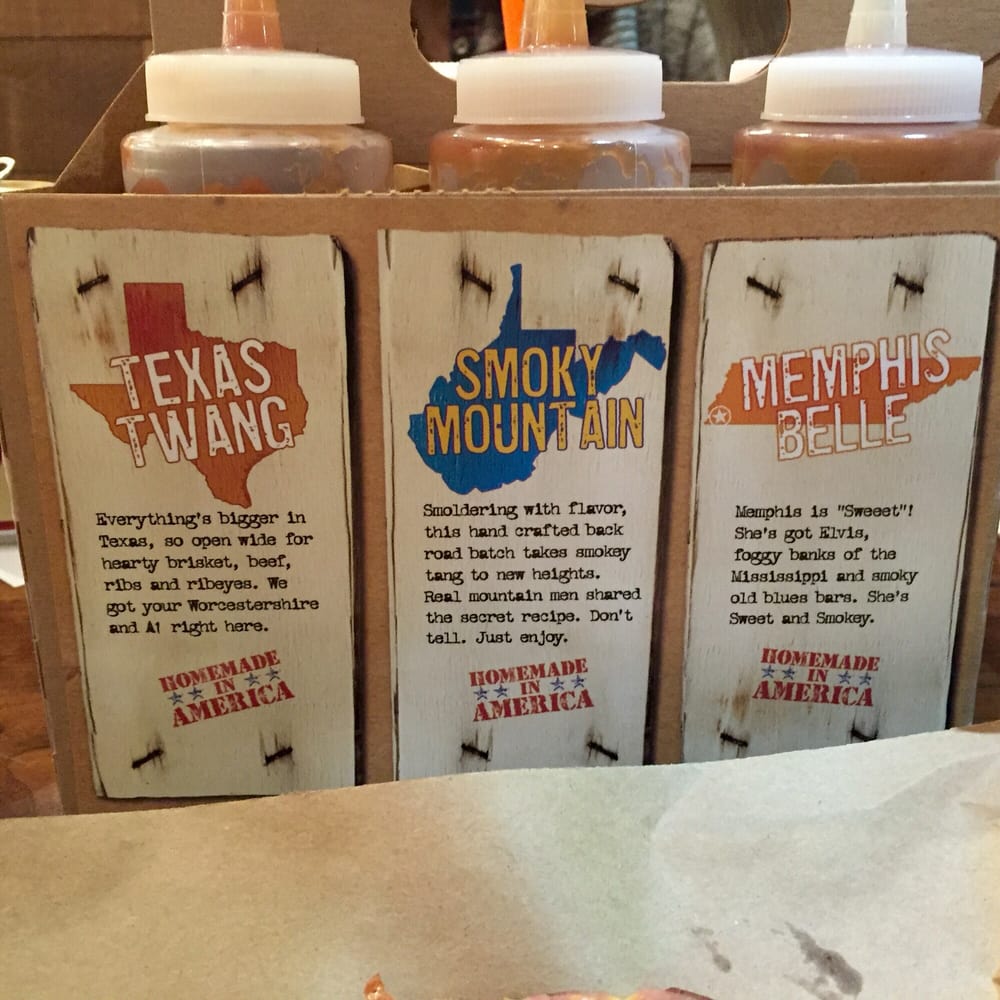 TEXAS
TWANG
Everything's bigger in
Texas, so open wide for
hearty brisket, beef,
ribs and ribeyes. We
got your Worcestershire
and A1 right here.
HOMEMADE
IN
AMERICA
SMOKY
MOUNTAIN
Smoldering with flavor,
this hand crafted back
road batch takes smokey
tang to new heights.
Real mountain men shared
the secret recipe. Don't
tell. Just enjoy.
HOMEMADE
IN
AMERICA
MEMPHIS
BELLE
Memphis is "Sweeet"!
She's got Elvis,
foggy banks of the
Mississippi and smoky
old blues bars. She's
Sweet and Smokey.
HOMEMADE
IN
AMERICA